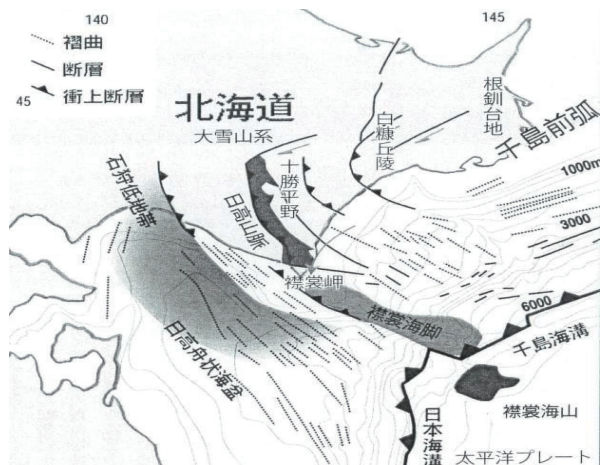 140
145
褶曲
断層
衝上断層
45
北海道
大雪山系
根釧台地
白糠丘陵
千島前弧
石狩低地帯
十勝平野
日高山脈
1000m
3000
襟裳岬
襟裳海脚
6000
日高舟状海盆
千島海溝
日本海溝
襟裳海山
太平洋プレート